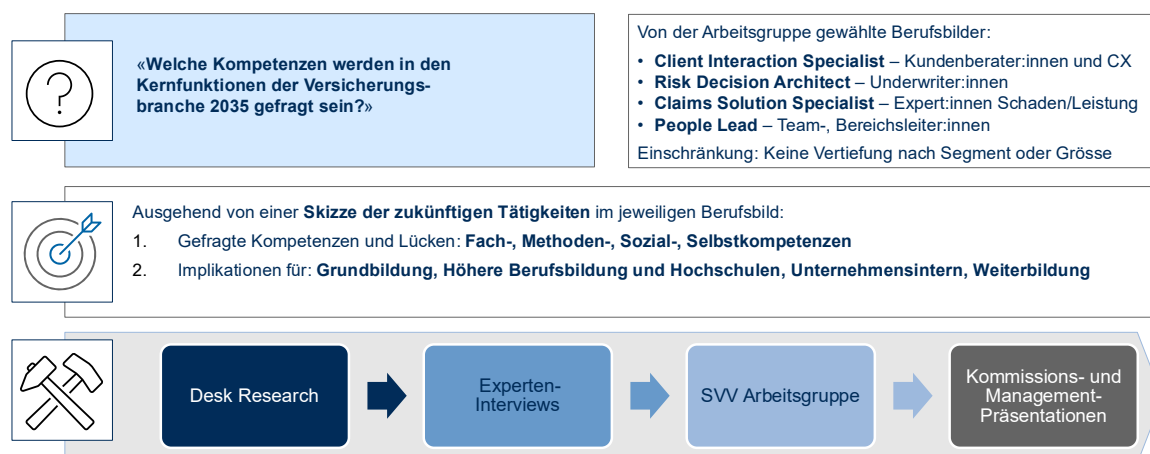 «Welche Kompetenzen werden in den
Kernfunktionen der Versicherungs-
branche 2035 gefragt sein?»
Von der Arbeitsgruppe gewählte Berufsbilder:
• Client Interaction Specialist – Kundenberater:innen und CX
• Risk Decision Architect – Underwriter:innen
• Claims Solution Specialist – Expert:innen Schaden/Leistung
• People Lead – Team-, Bereichsleiter:innen
Einschränkung: Keine Vertiefung nach Segment oder Grösse
Ausgehend von einer Skizze der zukünftigen Tätigkeiten im jeweiligen Berufsbild:
1. Gefragte Kompetenzen und Lücken: Fach-, Methoden-, Sozial-, Selbstkompetenzen
2. Implikationen für: Grundbildung, Höhere Berufsbildung und Hochschulen, Unternehmensintern, Weiterbildung
Desk Research
Experten-
Interviews
SVV Arbeitsgruppe
Kommissions- und
Management-
Präsentationen